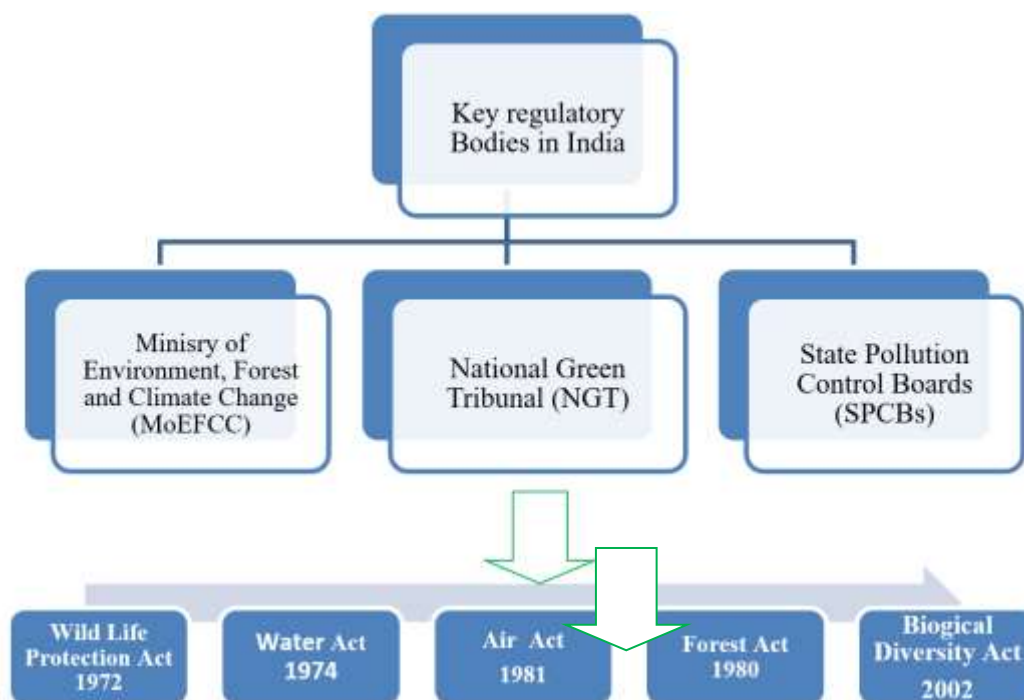 Key regulatory
Bodies in India
Minisry of
Environment, Forest
and Climate Change
(MoEFCC)
National Green
Tribunal (NGT)
State Pollution
Control Boards
(SPCBs)
Wild Life
Protection Act
1972
Water Act
1974
Air Act
1981
Forest Act
1980
Biogical
Diversity Act
2002